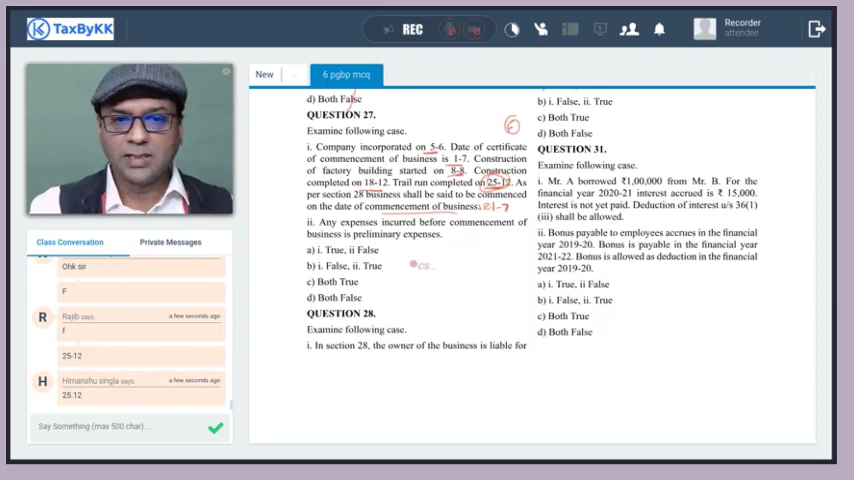 TaxByKK
REC
Recorder
attendee
New
6 pgbp mcq
d) Both False
QUESTION 27.
Examine following case.
i. Company incorporated on 5-6. Date of certificate
of commencement of business is 1-7. Construction
of factory building started on 8-8. Construction
completed on 18-12. Trail run completed on 25-12. As
per section 28 business shall be said to be commenced
on the date of commencement of business.
ii. Any expenses incurred before commencement of
business is preliminary expenses.
a) i. True, ii False
b) i. False, ii. True
c) Both True
d) Both False
QUESTION 28.
Examine following case.
i. In section 28, the owner of the business is liable for
cs...
b) i. False, ii. True
c) Both True
d) Both False
QUESTION 31.
Examine following case.
i. Mr. A borrowed ₹1,00,000 from Mr. B. For the
financial year 2020-21 interest accrued is ₹ 15,000.
Interest is not yet paid. Deduction of interest u/s 36(1)
(iii) shall be allowed.
ii. Bonus payable to employees accrues in the financial
year 2019-20. Bonus is payable in the financial year
2021-22. Bonus is allowed as deduction in the financial
year 2019-20.
a) i. True, ii False
b) i. False, ii. True
c) Both True
d) Both False
Class Conversation
Private Messages
Ohk sir
F
R
Rajib says:
a few seconds ago
f
25-12
H
Himanshu singla says:
a few seconds ago
25.12
Say Something (max 500 char) ...